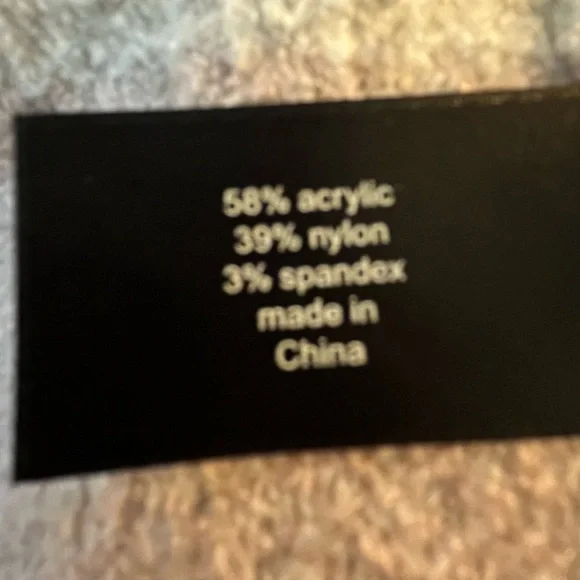 58% acrylic
39% nylon
3% spandex
made in
China